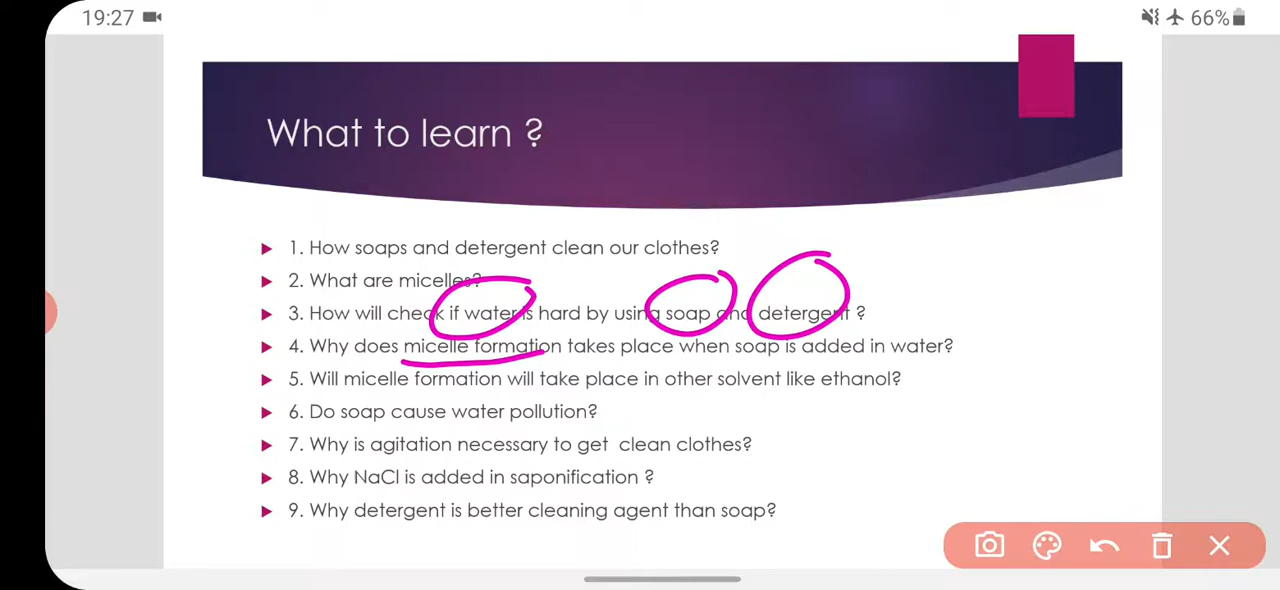 19:27
66%
What to learn ?
1. How soaps and detergent clean our clothes?
2. What are micelles?
3. How will check if water is hard by using soap and detergent ?
4. Why does micelle formation takes place when soap is added in water?
5. Will micelle formation will take place in other solvent like ethanol?
6. Do soap cause water pollution?
7. Why is agitation necessary to get clean clothes?
8. Why NaCl is added in saponification ?
9. Why detergent is better cleaning agent than soap?